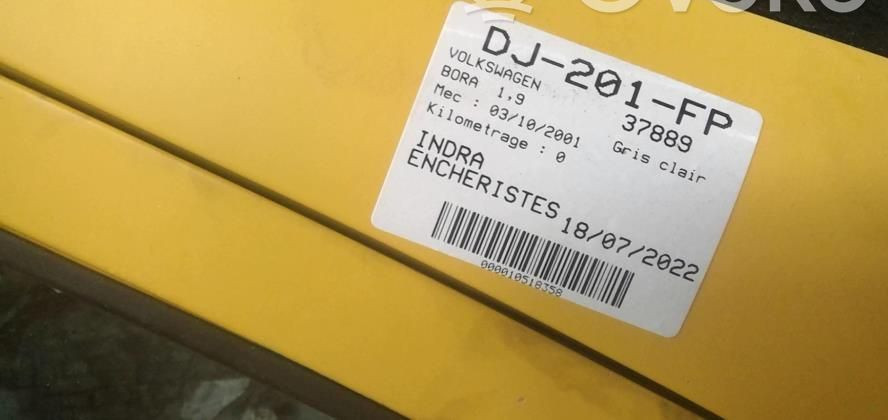 DJ-201-FP
VOLKSWAGEN 37889
BORA 1,9 Gris clair
Mec : 03/10/2001
Kilometrage : 0
INDRA
ENCHERISTES 18/07/2022
000010518358